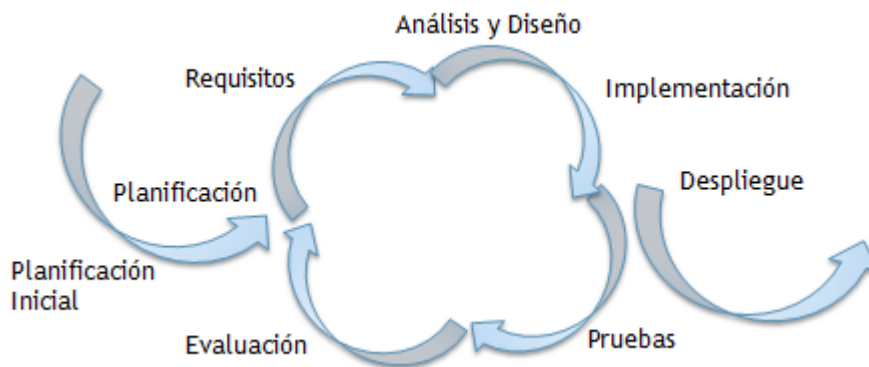 Análisis y Diseño
Requisitos
Implementación
Planificación
Despliegue
Planificación
Inicial
Evaluación
Pruebas